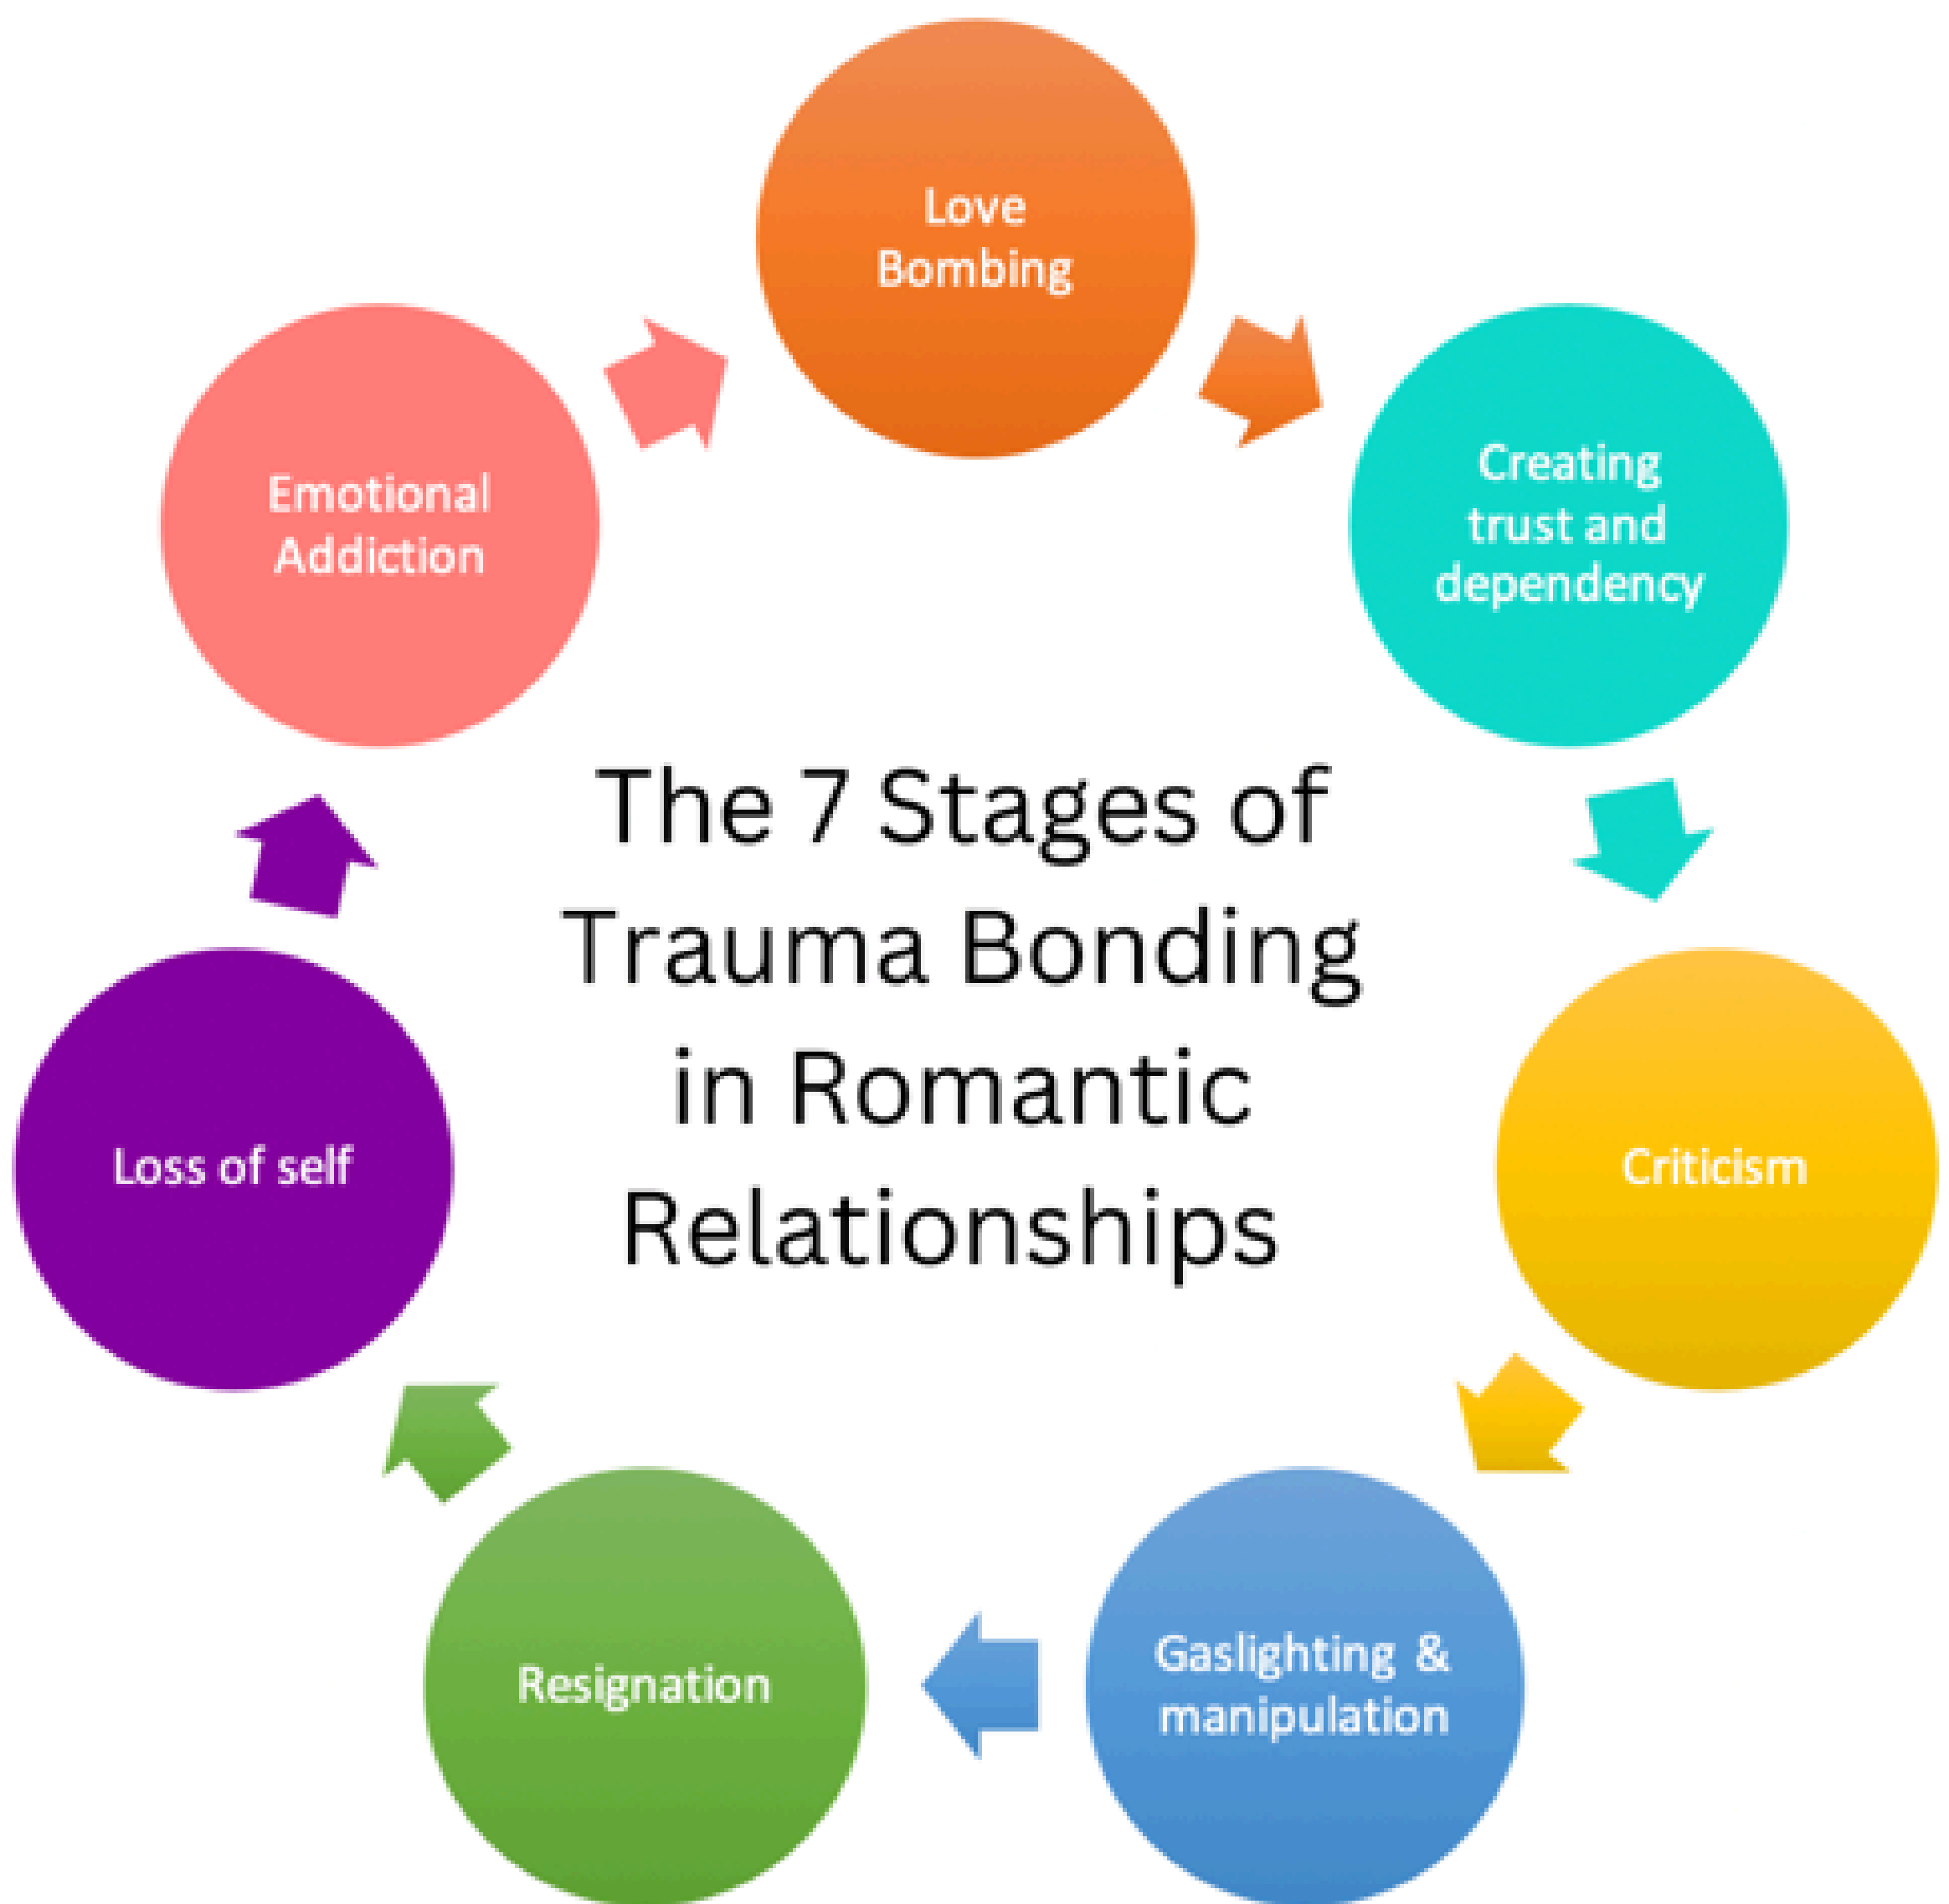 Love
Bombing
Creating
trust and
dependency
Criticism
Gaslighting &
manipulation
Resignation
Loss of self
Emotional
Addiction
The 7 Stages of
Trauma Bonding
in Romantic
Relationships